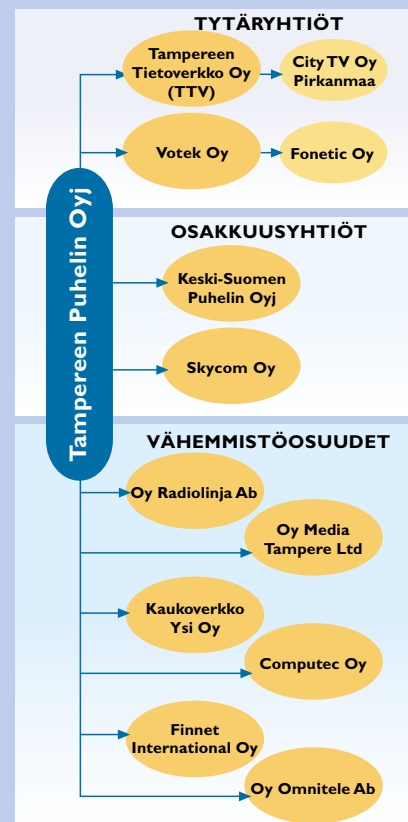 TYTÄRYHTIÖT
Tampereen
Tietoverkko Oy
(TTV)
City TV Oy
Pirkanmaa
Votek Oy
Fonetic Oy
Tampereen Puhelin Oyj
OSAKKUUSYHTIÖT
Keski-Suomen
Puhelin Oyj
Skycom Oy
VÄHEMMISTÖOSUUDET
Oy Radiolinja Ab
Oy Media
Tampere Ltd
Kaukoverkko
Ysi Oy
Computec Oy
Finnet
International Oy
Oy Omnitele Ab